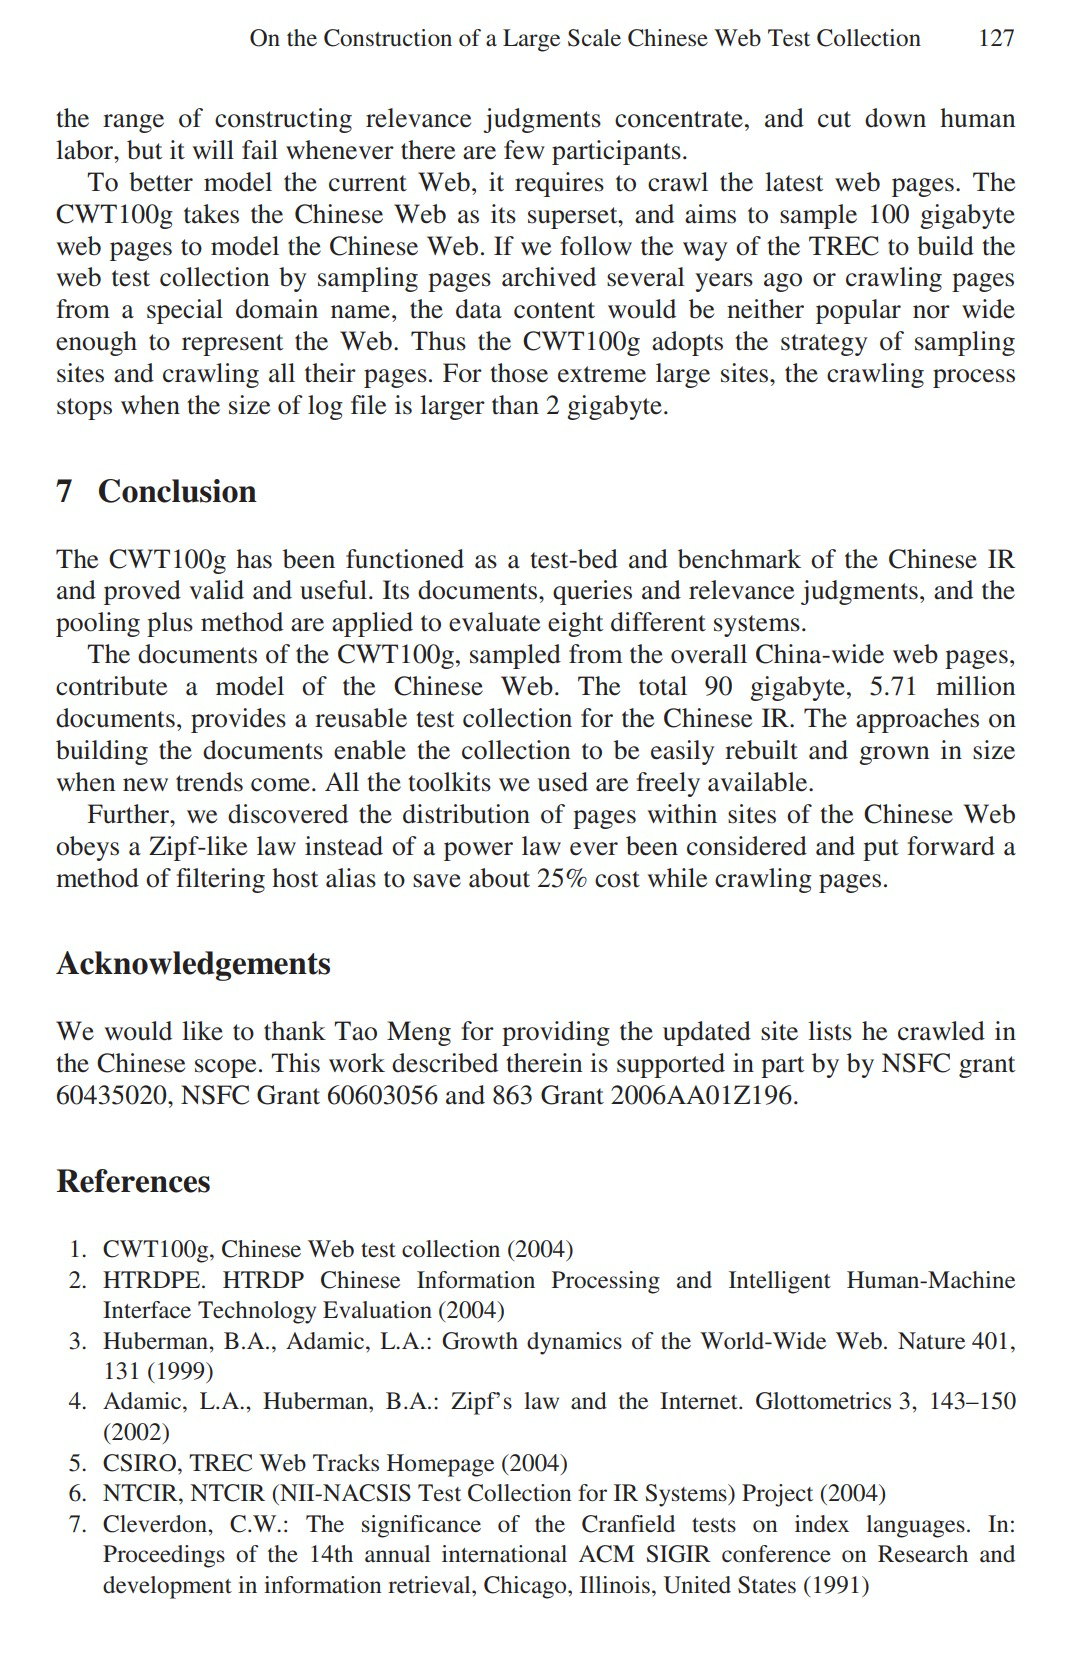 On the Construction of a Large Scale Chinese Web Test Collection 127
the range of constructing relevance judgments concentrate, and cut down human
labor, but it will fail whenever there are few participants.
To better model the current Web, it requires to crawl the latest web pages. The
CWT100g takes the Chinese Web as its superset, and aims to sample 100 gigabyte
web pages to model the Chinese Web. If we follow the way of the TREC to build the
web test collection by sampling pages archived several years ago or crawling pages
from a special domain name, the data content would be neither popular nor wide
enough to represent the Web. Thus the CWT100g adopts the strategy of sampling
sites and crawling all their pages. For those extreme large sites, the crawling process
stops when the size of log file is larger than 2 gigabyte.
7 Conclusion
The CWT100g has been functioned as a test-bed and benchmark of the Chinese IR
and proved valid and useful. Its documents, queries and relevance judgments, and the
pooling plus method are applied to evaluate eight different systems.
The documents of the CWT100g, sampled from the overall China-wide web pages,
contribute a model of the Chinese Web. The total 90 gigabyte, 5.71 million
documents, provides a reusable test collection for the Chinese IR. The approaches on
building the documents enable the collection to be easily rebuilt and grown in size
when new trends come. All the toolkits we used are freely available.
Further, we discovered the distribution of pages within sites of the Chinese Web
obeys a Zipf-like law instead of a power law ever been considered and put forward a
method of filtering host alias to save about 25% cost while crawling pages.
Acknowledgements
We would like to thank Tao Meng for providing the updated site lists he crawled in
the Chinese scope. This work described therein is supported in part by by NSFC grant
60435020, NSFC Grant 60603056 and 863 Grant 2006AA01Z196.
References
1. CWT100g, Chinese Web test collection (2004)
2. HTRDPE. HTRDP Chinese Information Processing and Intelligent Human-Machine
Interface Technology Evaluation (2004)
3. Huberman, B.A., Adamic, L.A.: Growth dynamics of the World-Wide Web. Nature 401,
131 (1999)
4. Adamic, L.A., Huberman, B.A.: Zipf's law and the Internet. Glottometrics 3, 143–150
(2002)
5. CSIRO, TREC Web Tracks Homepage (2004)
6. NTCIR, NTCIR (NII-NACSIS Test Collection for IR Systems) Project (2004)
7. Cleverdon, C.W.: The significance of the Cranfield tests on index languages. In:
Proceedings of the 14th annual international ACM SIGIR conference on Research and
development in information retrieval, Chicago, Illinois, United States (1991)